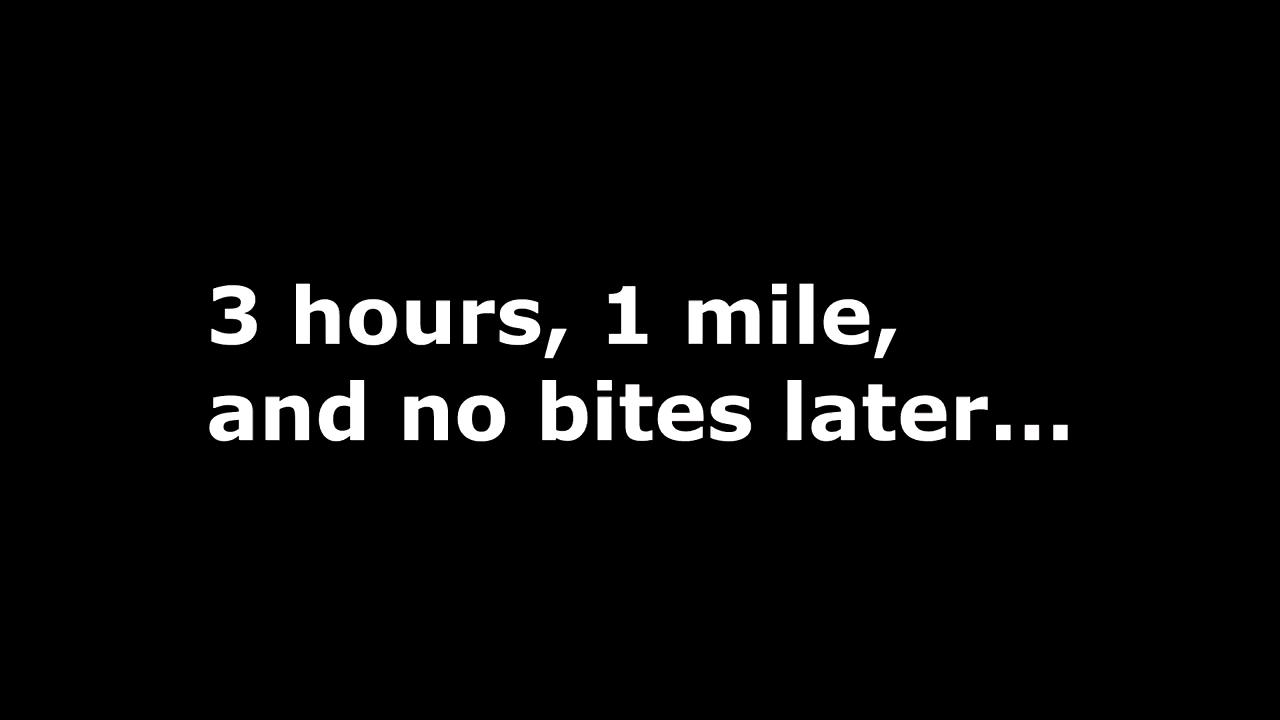 3 hours, 1 mile,
and no bites later...